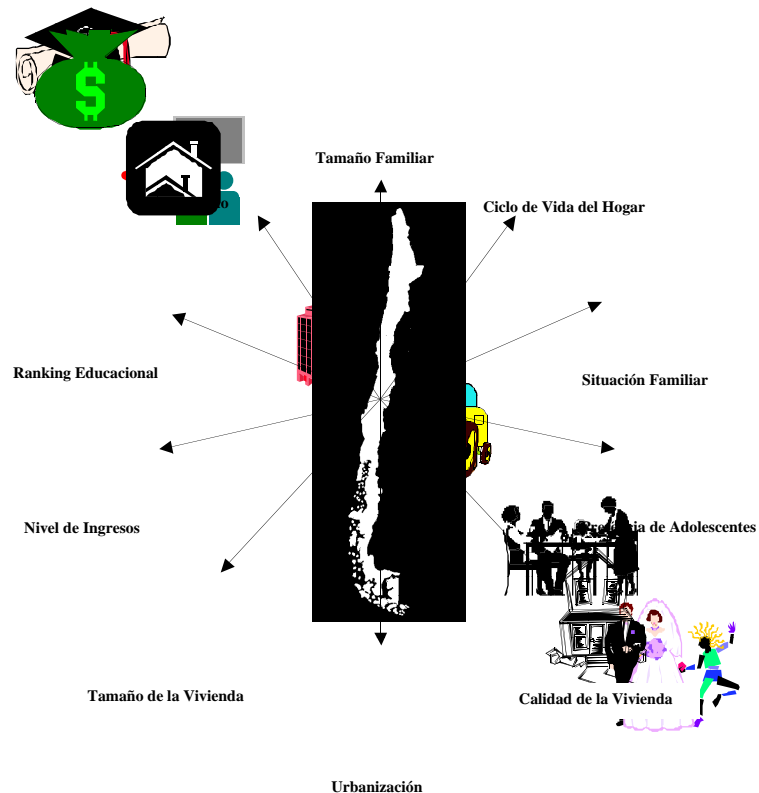 $
Tamaño Familiar
Ciclo de Vida del Hogar
Ranking Educacional
Situación Familiar
Nivel de Ingresos
de Adolescentes
Tamaño de la Vivienda
Calidad de la Vivienda
Urbanización